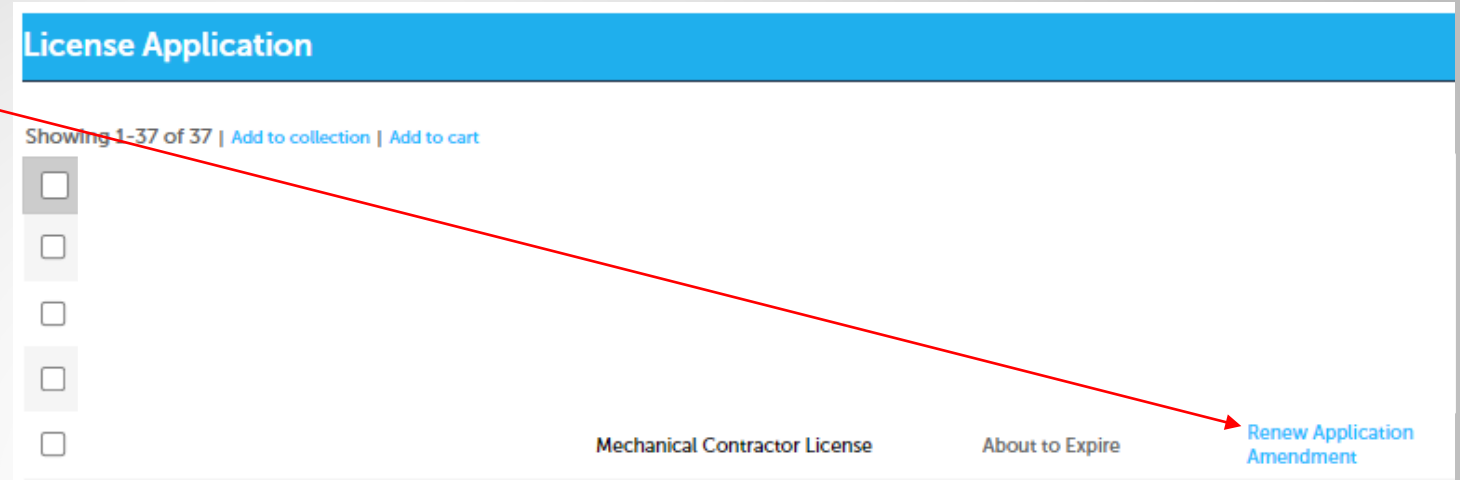 License Application
Showing 1-37 of 37 | Add to collection | Add to cart
Mechanical Contractor License About to Expire Renew Application
Amendment